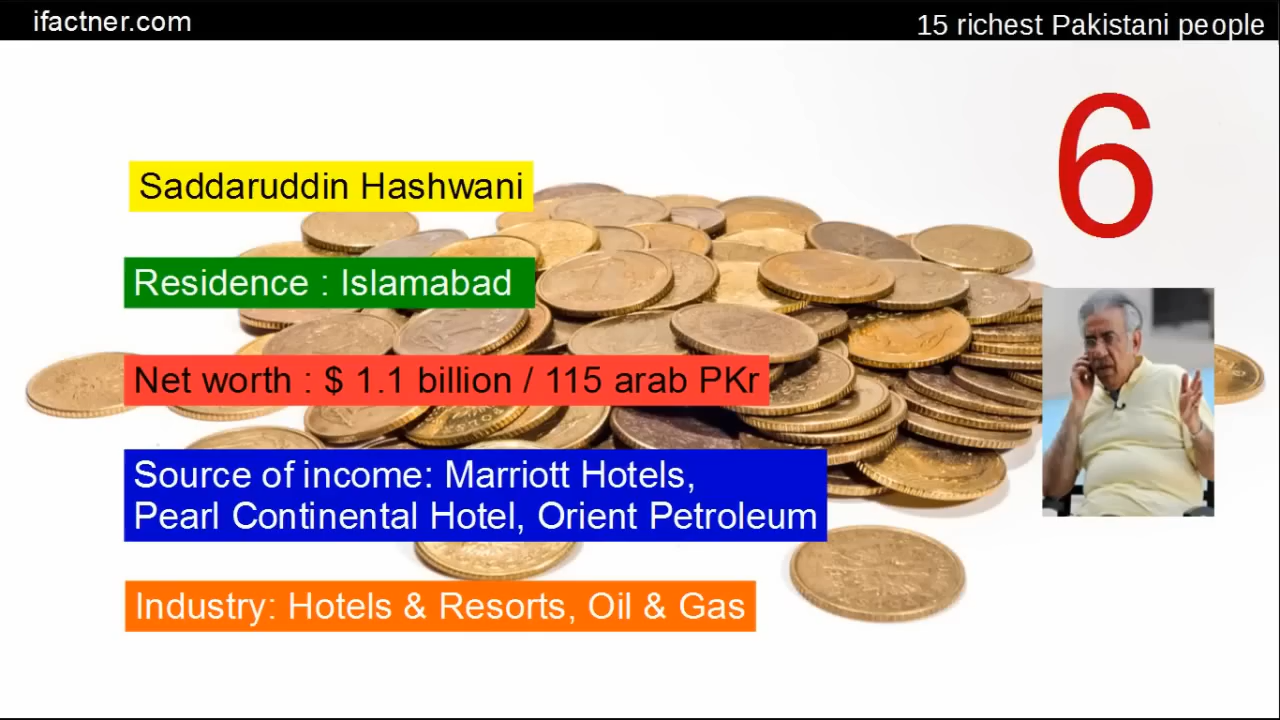 ifactner.com
15 richest Pakistani people
6
Saddaruddin Hashwani
Residence : Islamabad
Net worth : $ 1.1 billion / 115 arab PKr
Source of income: Marriott Hotels,
Pearl Continental Hotel, Orient Petroleum
Industry: Hotels & Resorts, Oil & Gas